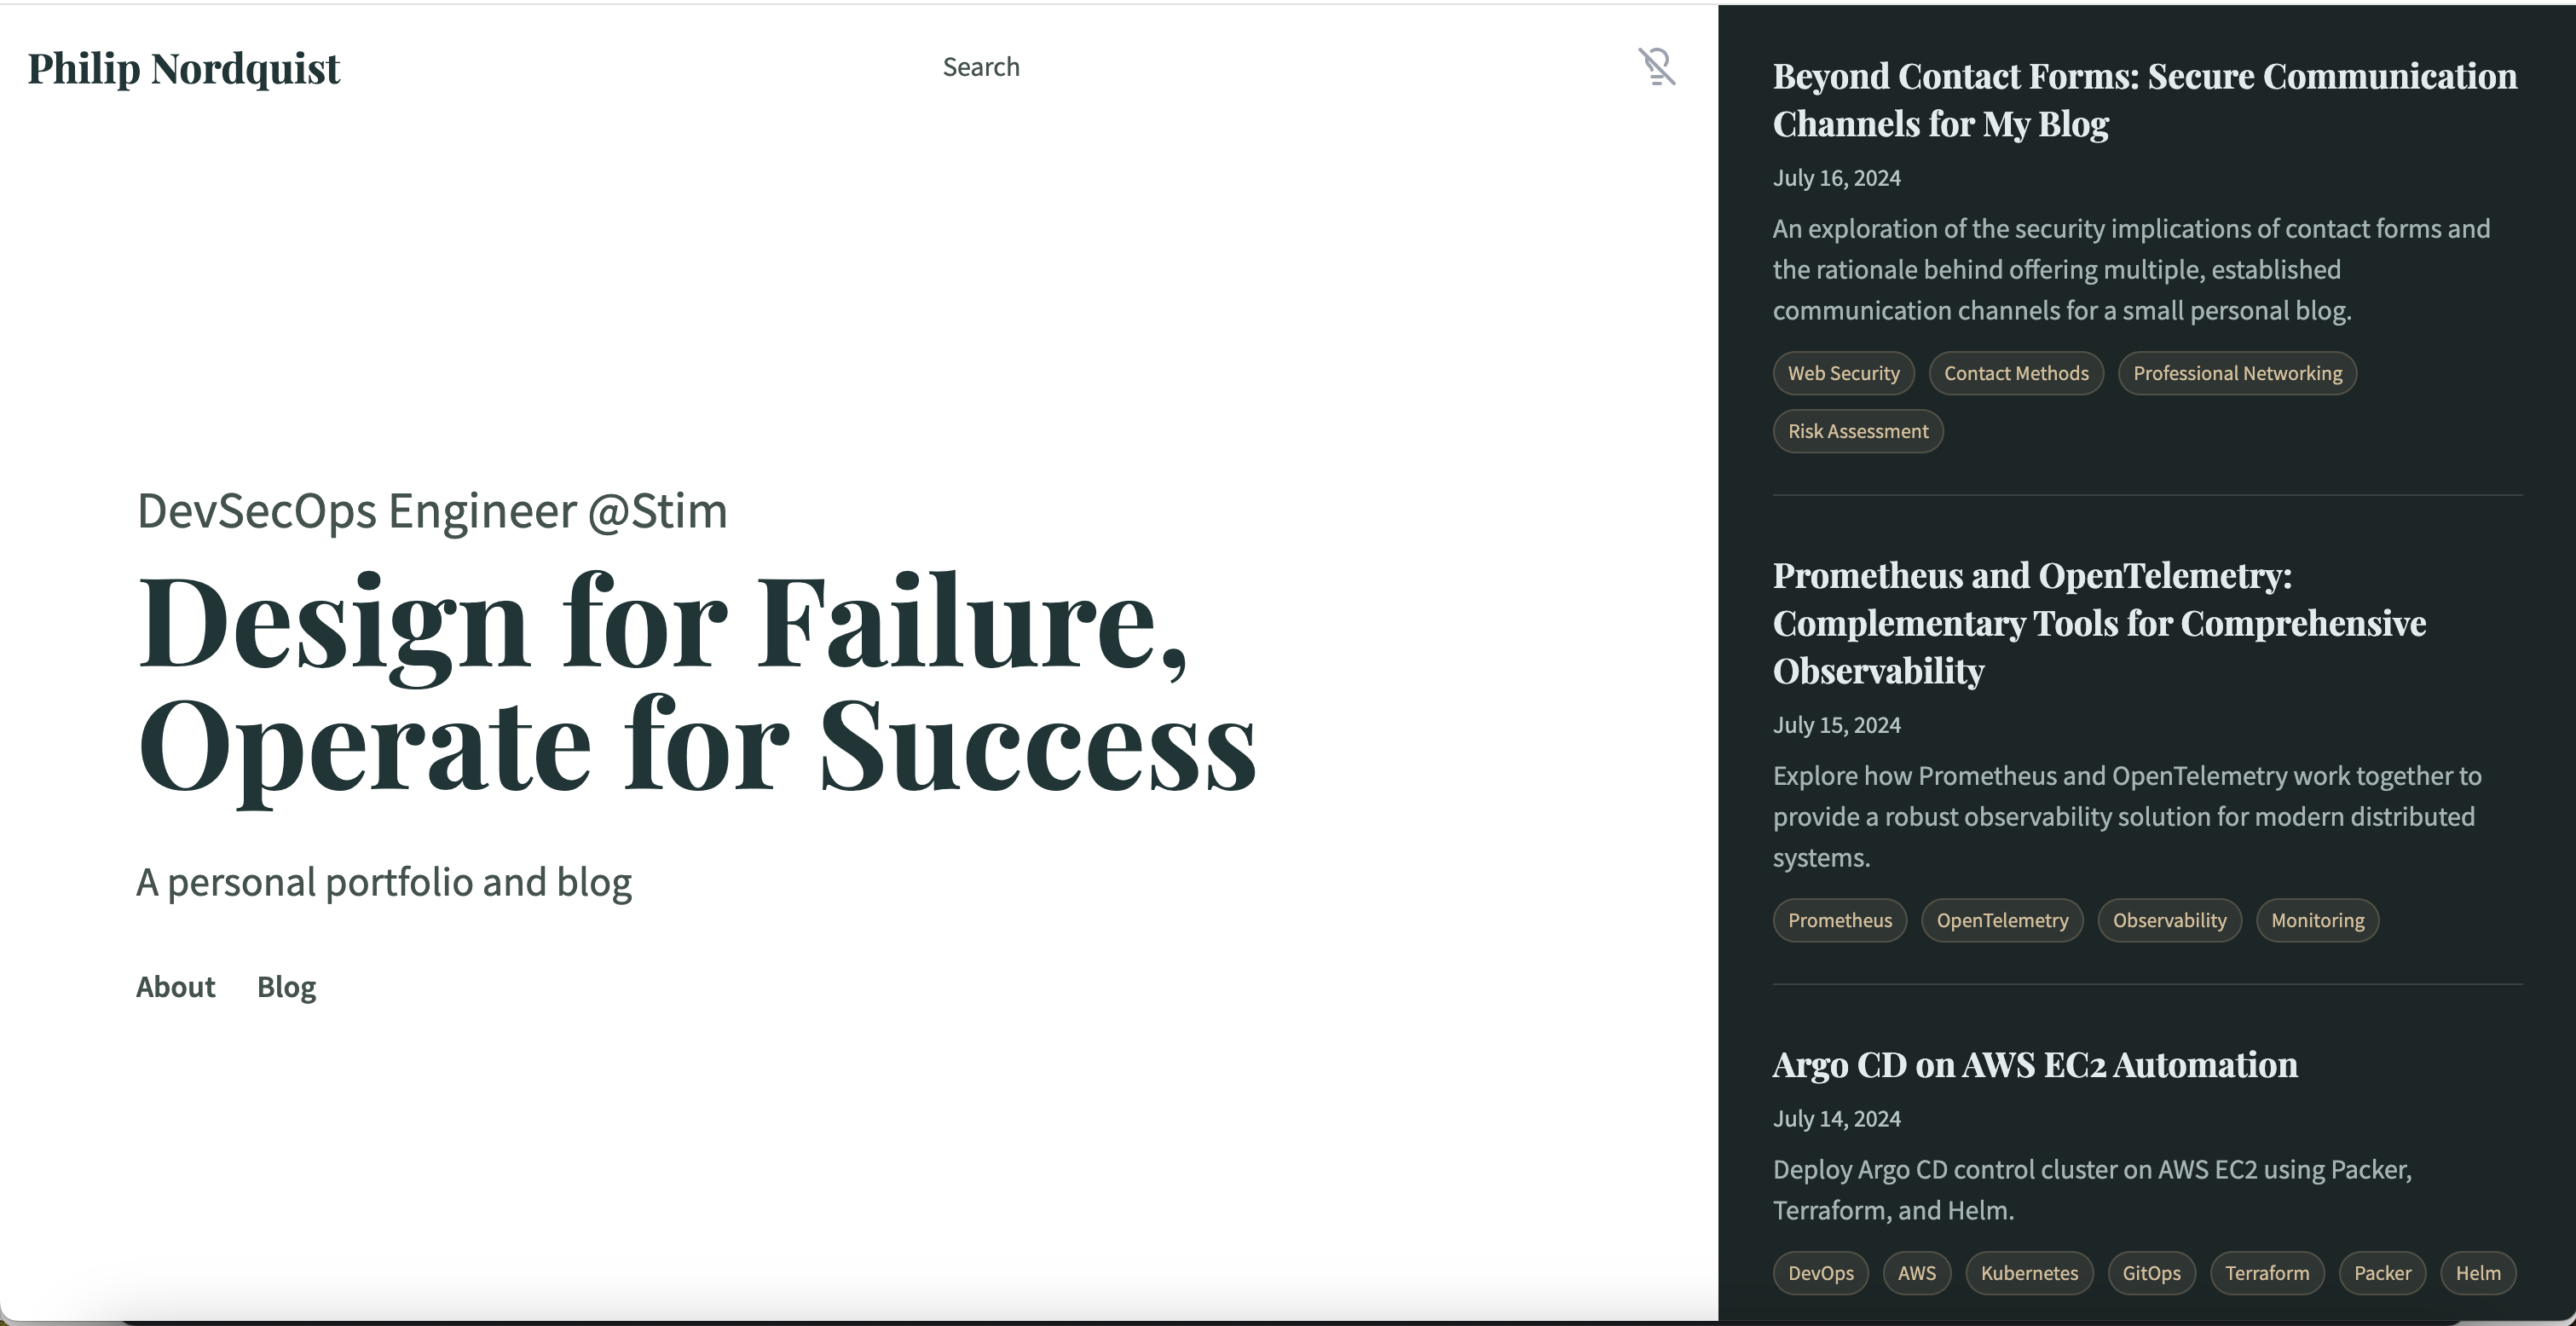 Philip Nordquist
Search
DevSecOps Engineer @Stim
Design for Failure,
Operate for Success
A personal portfolio and blog
About Blog
Beyond Contact Forms: Secure Communication
Channels for My Blog
July 16, 2024
An exploration of the security implications of contact forms and
the rationale behind offering multiple, established
communication channels for a small personal blog.
Web Security Contact Methods Professional Networking
Risk Assessment
Prometheus and OpenTelemetry:
Complementary Tools for Comprehensive
Observability
July 15, 2024
Explore how Prometheus and OpenTelemetry work together to
provide a robust observability solution for modern distributed
systems.
Prometheus OpenTelemetry Observability Monitoring
Argo CD on AWS EC2 Automation
July 14, 2024
Deploy Argo CD control cluster on AWS EC2 using Packer,
Terraform, and Helm.
DevOps AWS Kubernetes GitOps Terraform Packer Helm